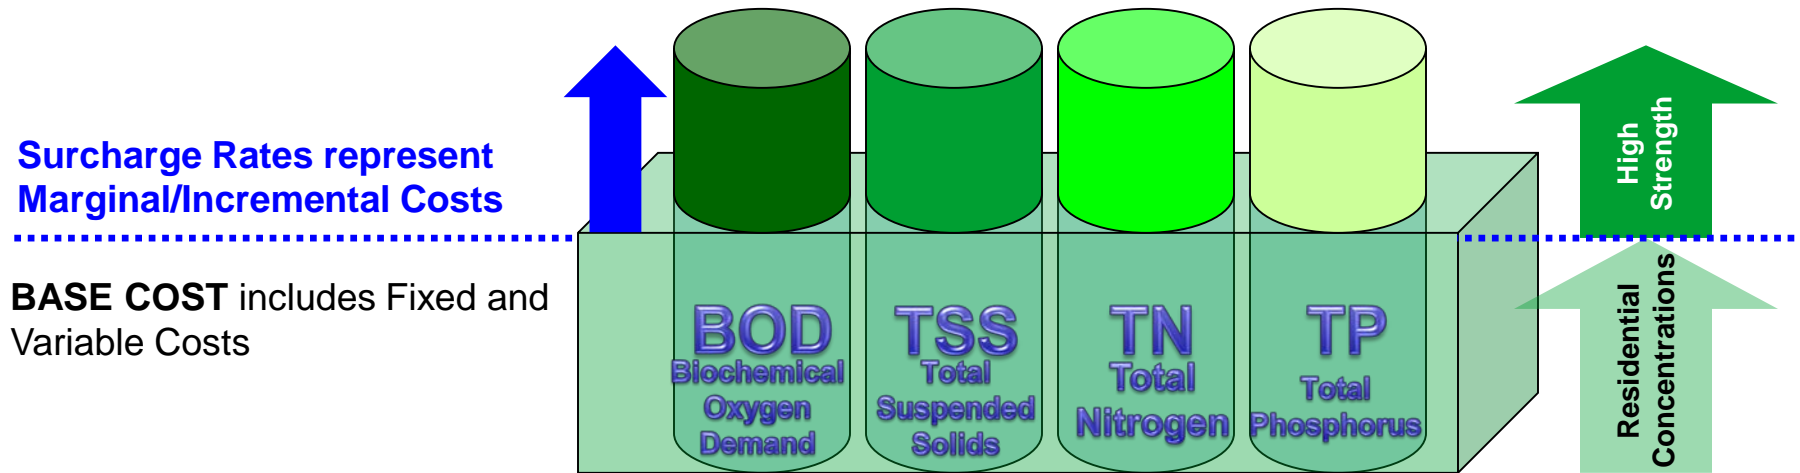 Surcharge Rates represent
Marginal/Incremental Costs
BASE COST includes Fixed and
Variable Costs
BOD
Biochemical
Oxygen
Demand
TSS
Total
Suspended
Solids
TN
Total
Nitrogen
TP
Total
Phosphorus
High
Strength
Residential
Concentrations